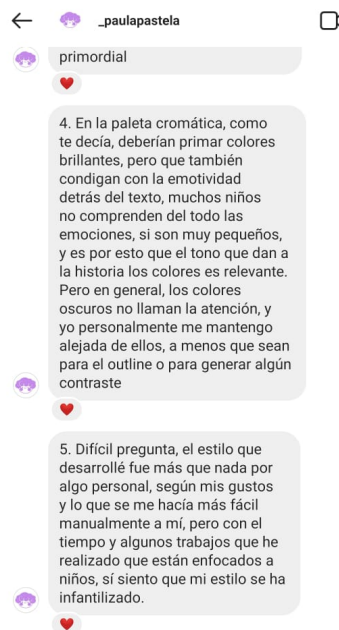 _paulapastela
primordial
4. En la paleta cromática, como
te decía, deberían primar colores
brillantes, pero que también
condigan con la emotividad
detrás del texto, muchos niños
no comprenden del todo las
emociones, si son muy pequeños,
y es por esto que el tono que dan a
la historia los colores es relevante.
Pero en general, los colores
oscuros no llaman la atención, y
yo personalmente me mantengo
alejada de ellos, a menos que sean
para el outline o para generar algún
contraste
5. Difícil pregunta, el estilo que
desarrollé fue más que nada por
algo personal, según mis gustos
y lo que se me hacía más fácil
manualmente a mí, pero con el
tiempo y algunos trabajos que he
realizado que están enfocados a
niños, sí siento que mi estilo se ha
infantilizado.